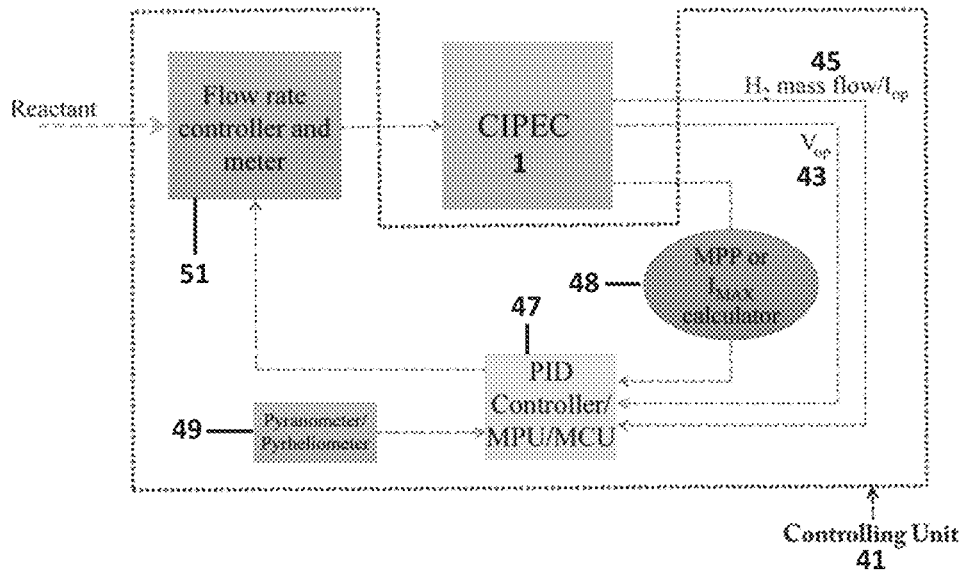 Reactant
Flow rate
controller and
meter
51
CIPEC
1
45
H₂ mass flow/I_op
V_op
43
MPP or
I_MAX
calculator
48
47
PID
Controller/
MPU/MCU
49
Pyranometer/
Pyrheliometer
Controlling Unit
41